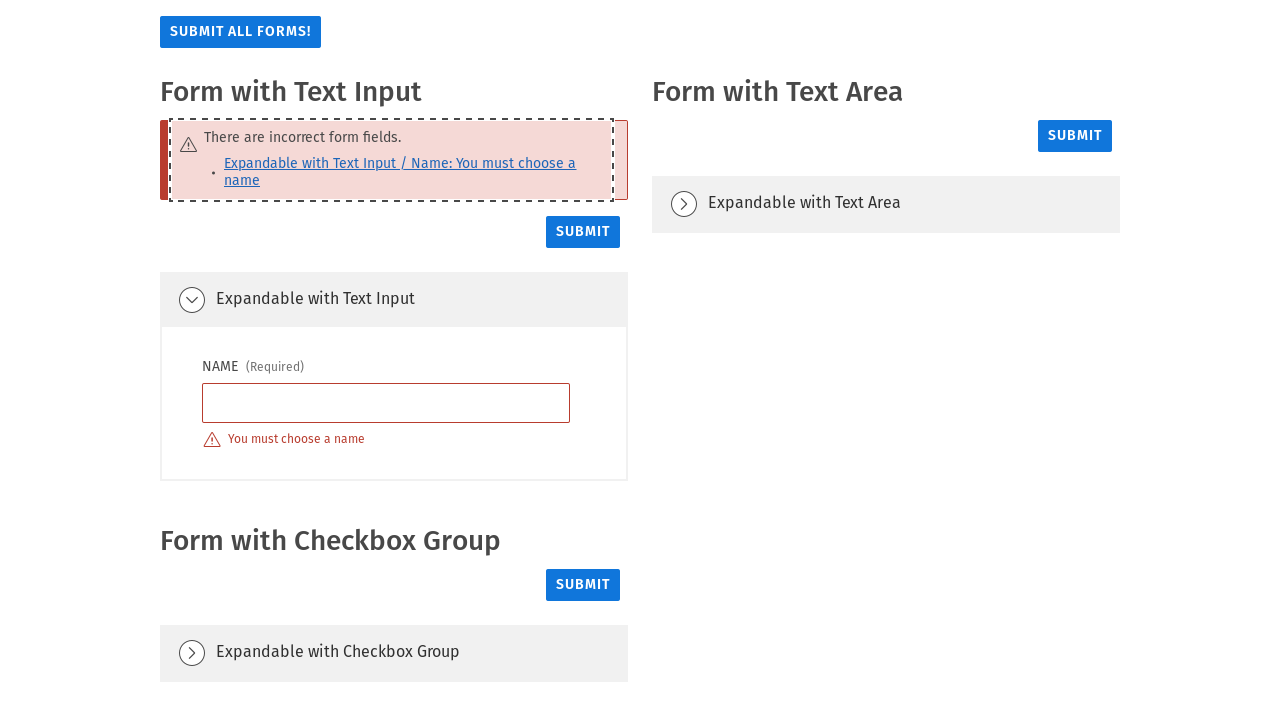 SUBMIT ALL FORMS!
Form with Text Input
There are incorrect form fields.
Expandable with Text Input / Name: You must choose a
name
SUBMIT
Expandable with Text Input
NAME (Required)
You must choose a name
Form with Text Area
SUBMIT
Expandable with Text Area
Form with Checkbox Group
SUBMIT
Expandable with Checkbox Group